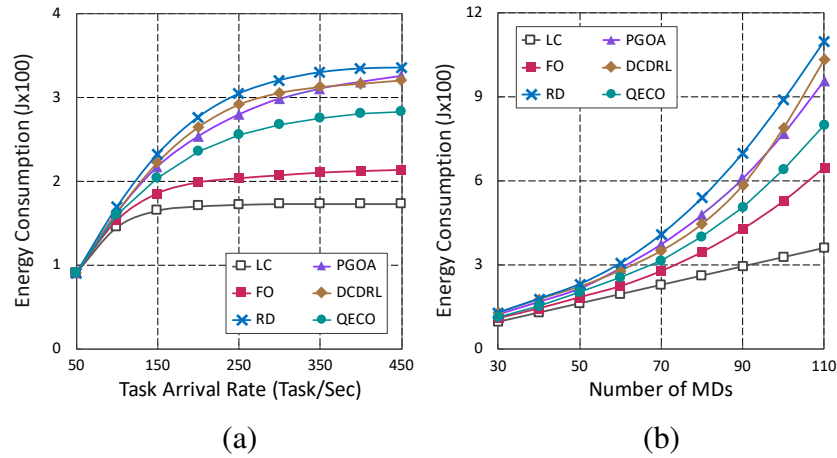 Energy Consumption (Jx100)
4
3
2
1
0
LC PGOA
FO DCDRL
RD QECO
50 150 250 350 450
Task Arrival Rate (Task/Sec)
(a)
Energy Consumption (Jx100)
12
9
6
3
0
LC PGOA
FO DCDRL
RD QECO
30 50 70 90 110
Number of MDs
(b)